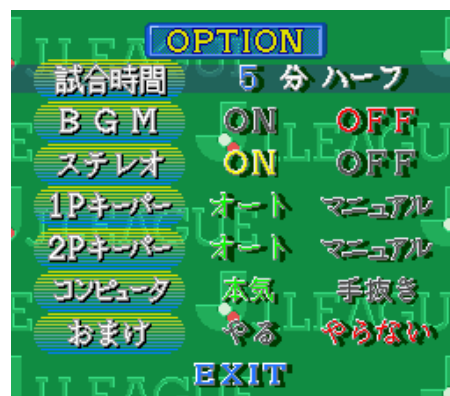 OPTION
試合時間 5 分 ハーフ
BGM ON OFF
ステレオ ON OFF
1Pキーパー オート マニュアル
2Pキーパー オート マニュアル
コンピュータ 本気 手抜き
おまけ やる やらない
EXIT